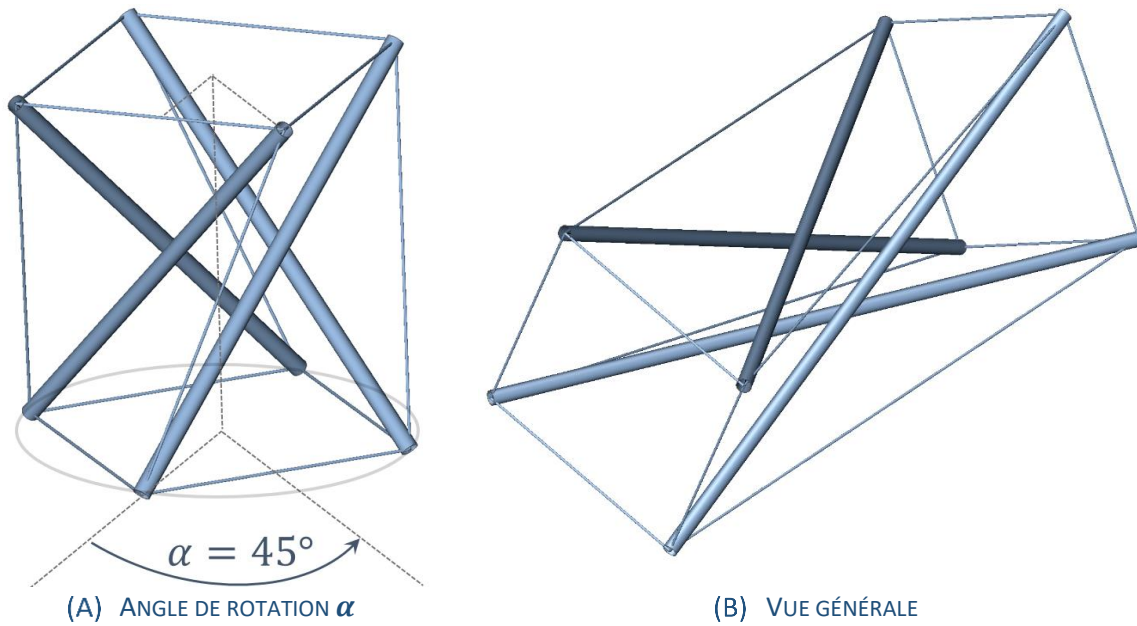 α = 45°
(A) ANGLE DE ROTATION α
(B) VUE GÉNÉRALE